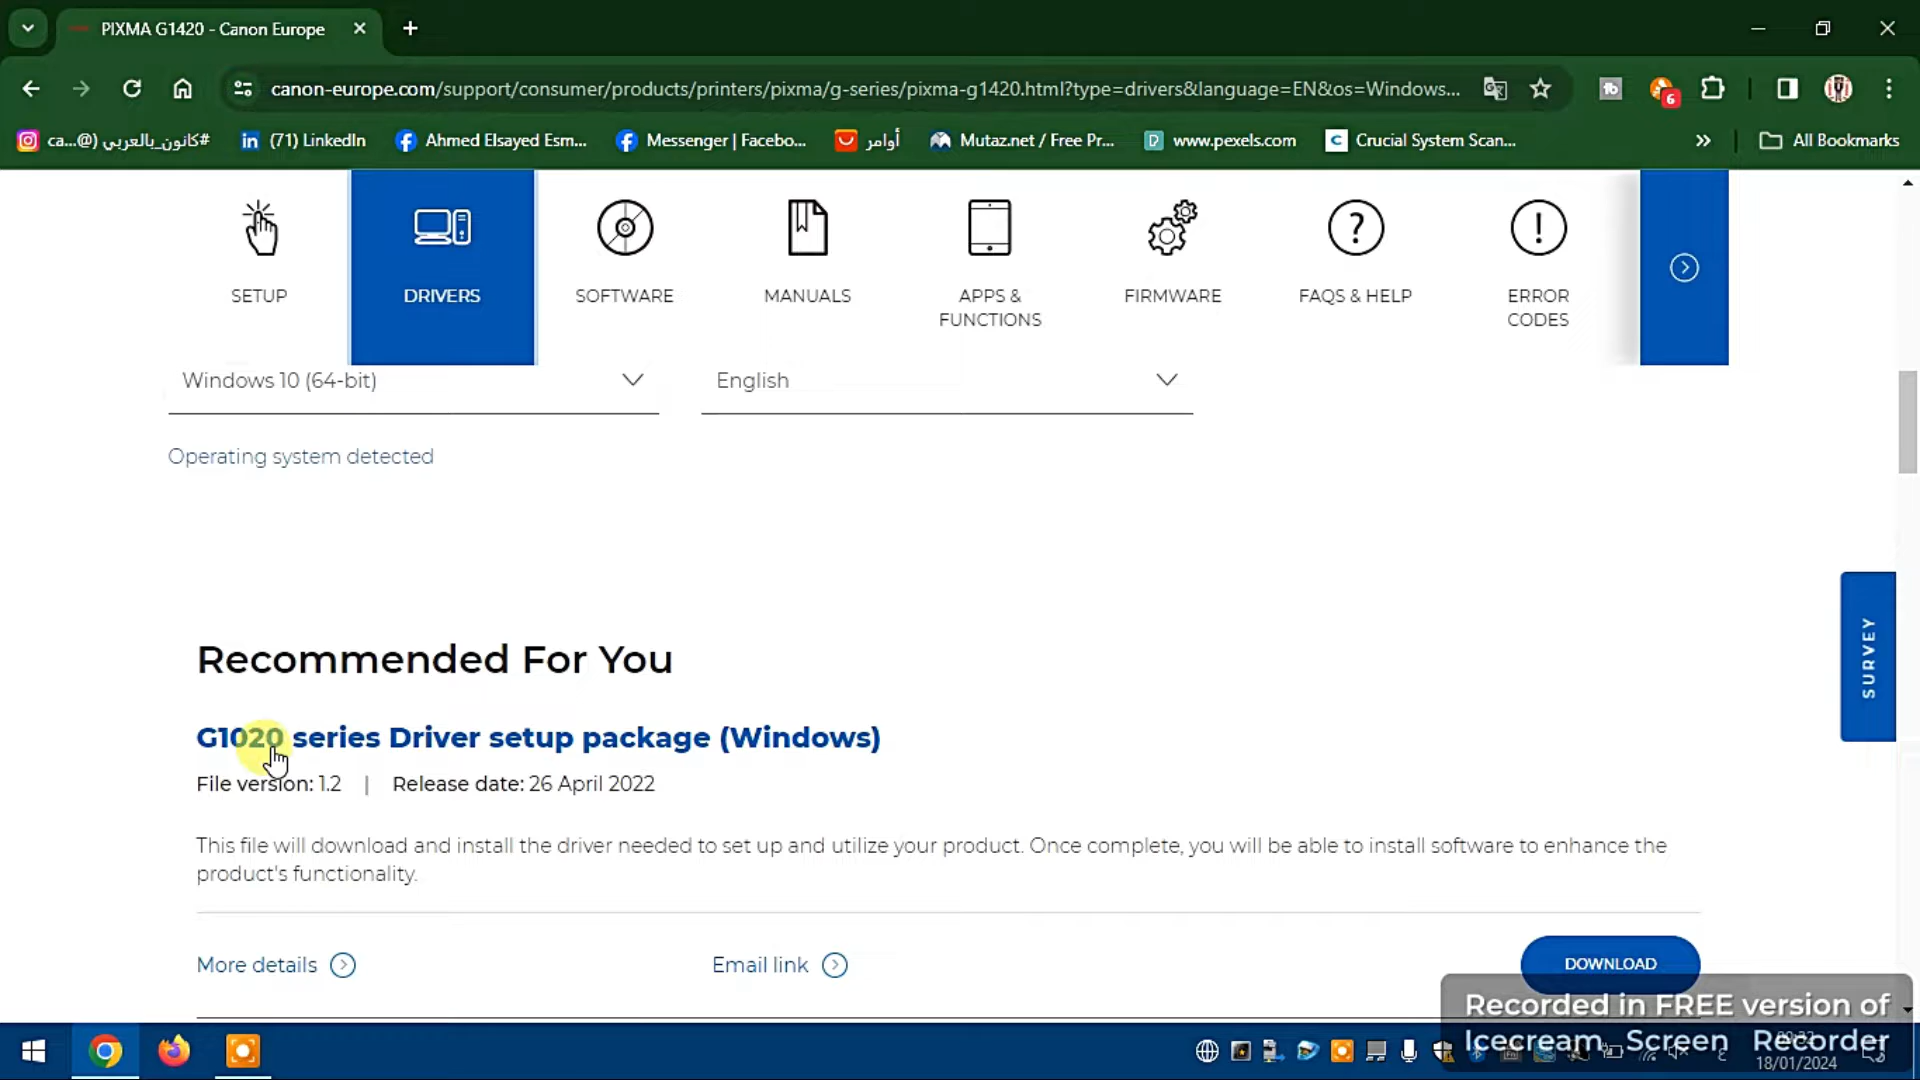 PIXMA G1420 - Canon Europe
canon-europe.com/support/consumer/products/printers/pixma/g-series/pixma-g1420.html?type=drivers&language=EN&os=Windows...
6
#كانون_بالعربي (@...ca
(71) LinkedIn
Ahmed Elsayed Esm...
Messenger | Facebo...
أوامر
Mutaz.net / Free Pr...
www.pexels.com
Crucial System Scan...
All Bookmarks
SETUP
DRIVERS
SOFTWARE
MANUALS
APPS &
FUNCTIONS
FIRMWARE
FAQS & HELP
ERROR
CODES
Windows 10 (64-bit)
English
Operating system detected
SURVEY
Recommended For You
G1020 series Driver setup package (Windows)
File version: 1.2 | Release date: 26 April 2022
This file will download and install the driver needed to set up and utilize your product. Once complete, you will be able to install software to enhance the
product's functionality.
More details
Email link
DOWNLOAD
Recorded in FREE version of
Icecream Screen Recorder
18/01/2024